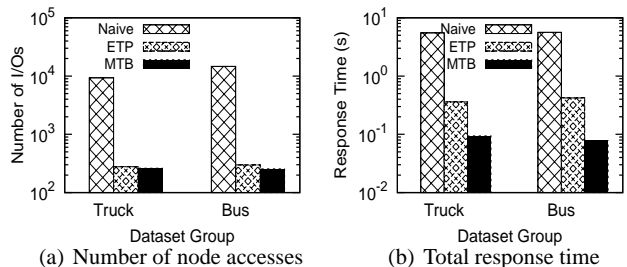 10^5
10^4
10^3
10^2
Number of I/Os
Naive
ETP
MTB
Truck
Bus
Dataset Group
(a) Number of node accesses
10^1
10^0
10^-1
10^-2
Response Time (s)
Naive
ETP
MTB
Truck
Bus
Dataset Group
(b) Total response time